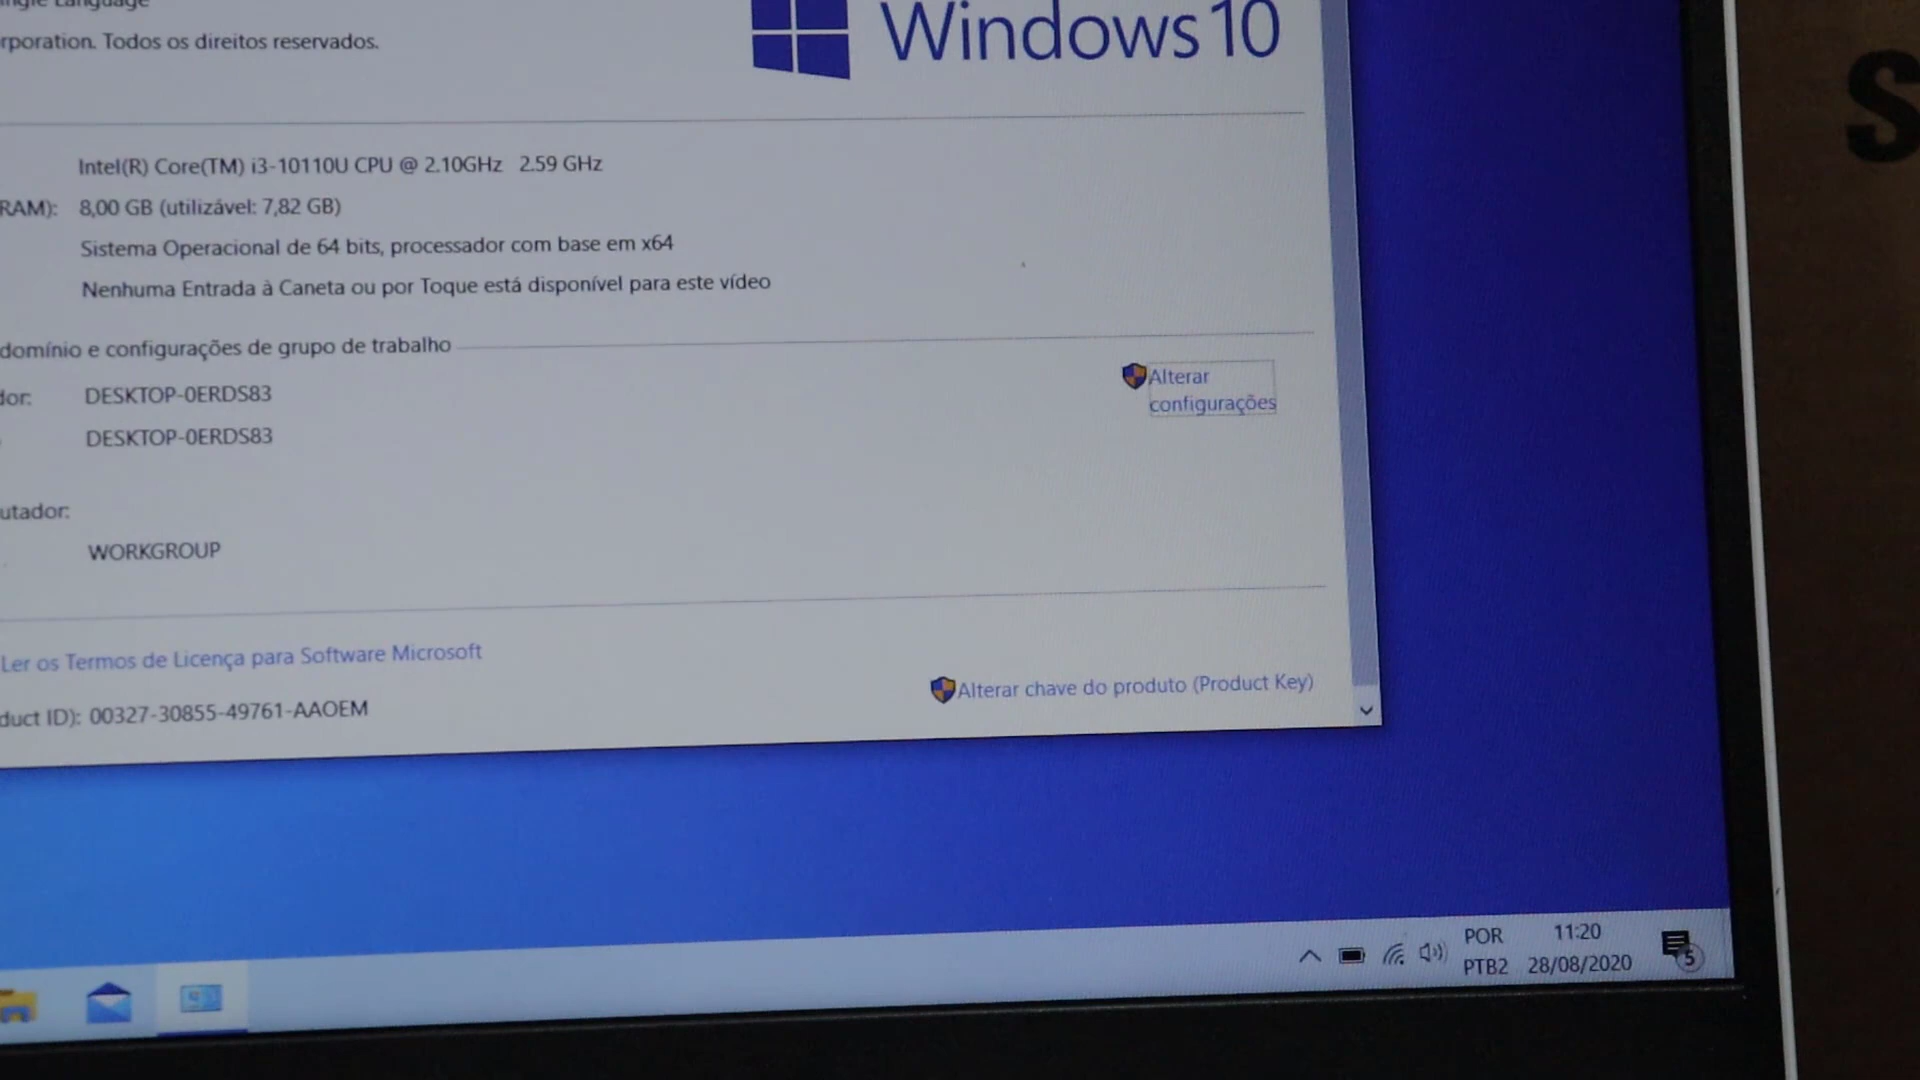 Language
rporation. Todos os direitos reservados.
Windows 10
Intel(R) Core(TM) i3-10110U CPU @ 2.10GHz 2.59 GHz
RAM): 8,00 GB (utilizável: 7,82 GB)
Sistema Operacional de 64 bits, processador com base em x64
Nenhuma Entrada à Caneta ou por Toque está disponível para este vídeo
domínio e configurações de grupo de trabalho
dor: DESKTOP-0ERDS83
Alterar
configurações
DESKTOP-0ERDS83
utador:
WORKGROUP
Ler os Termos de Licença para Software Microsoft
duct ID): 00327-30855-49761-AAOEM
Alterar chave do produto (Product Key)
POR 11:20
PTB2 28/08/2020
5
S